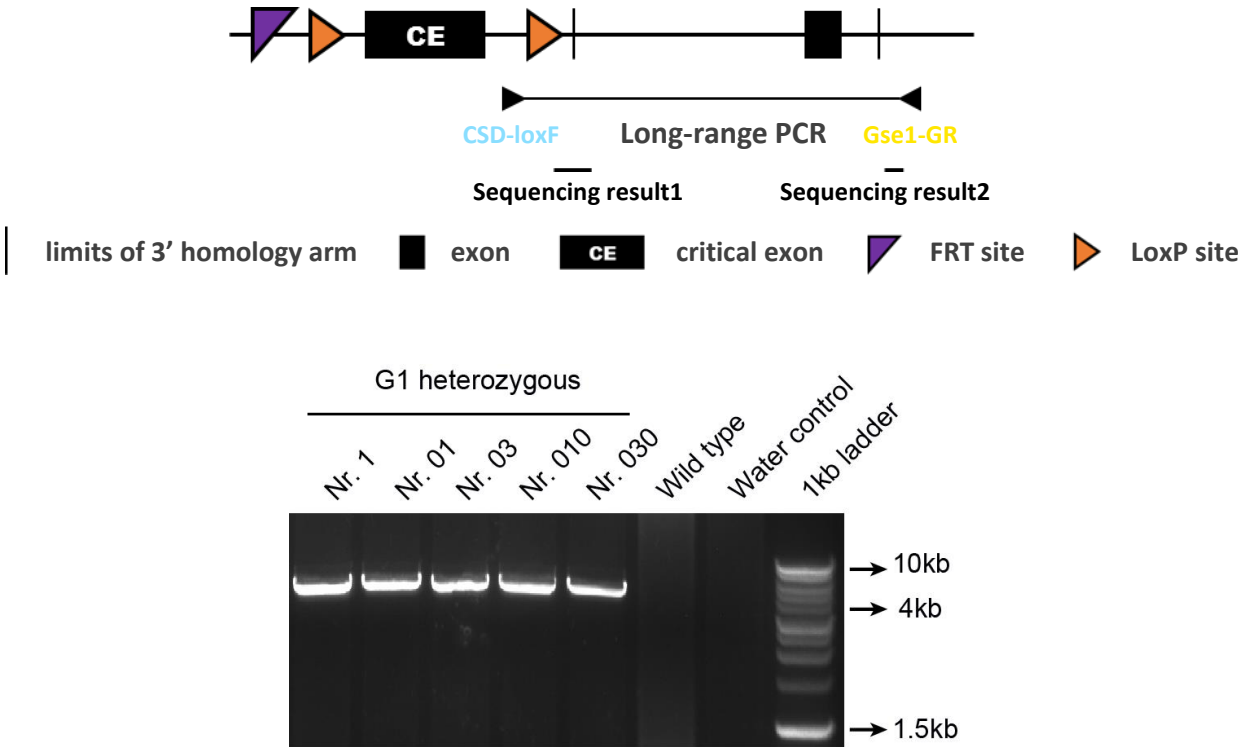 CE
CSD-loxF Long-range PCR Gse1-GR
Sequencing result1 Sequencing result2
limits of 3’ homology arm exon CE critical exon FRT site LoxP site
G1 heterozygous
Nr. 1 Nr. 01 Nr. 03 Nr. 010 Nr. 030 Wild type Water control 1kb ladder
10kb
4kb
1.5kb